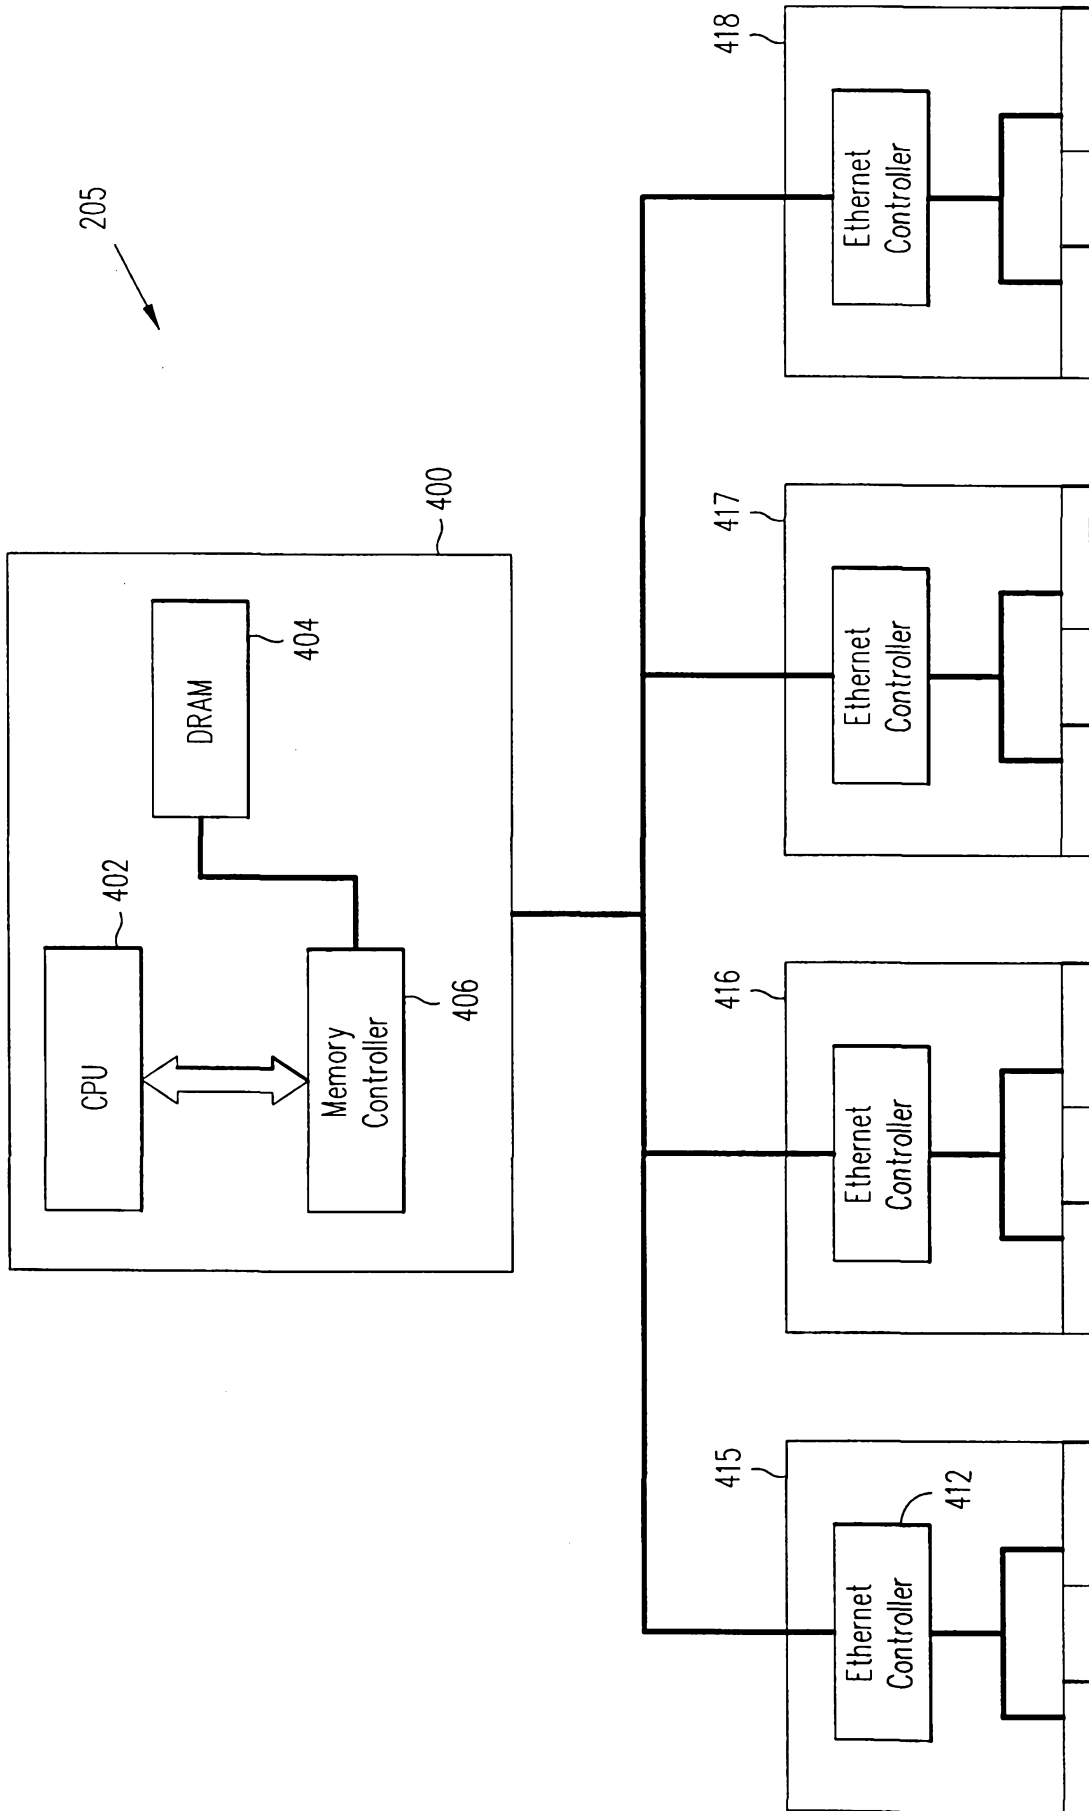 205
400
CPU
402
DRAM
404
Memory
Controller
406
415
Ethernet
Controller
412
416
Ethernet
Controller
417
Ethernet
Controller
418
Ethernet
Controller